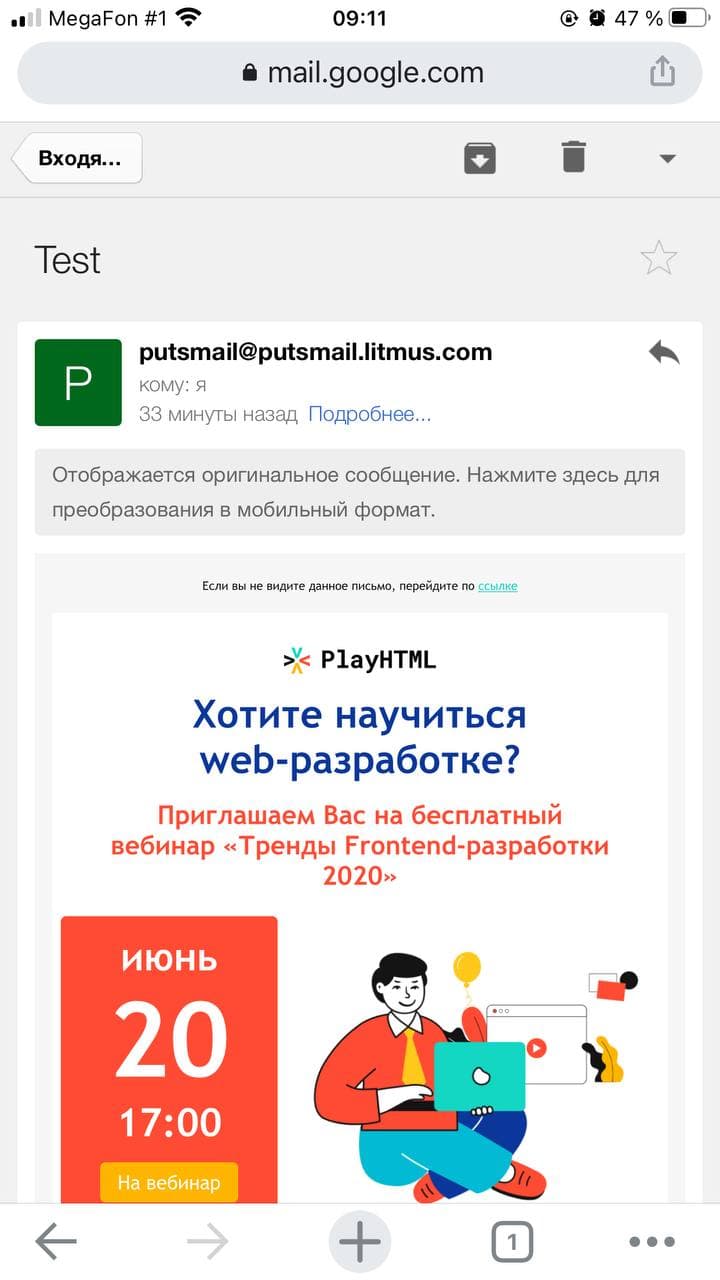 MegaFon #1 09:11 47 %
mail.google.com
Входя...
Test
P
putsmail@putsmail.litmus.com
кому: я
33 минуты назад Подробнее...
Отображается оригинальное сообщение. Нажмите здесь для
преобразования в мобильный формат.
Если вы не видите данное письмо, перейдите по ссылке
PlayHTML
Хотите научиться
web-разработке?
Приглашаем Вас на бесплатный
вебинар «Тренды Frontend-разработки
2020»
ИЮНЬ
20
17:00
На вебинар
1